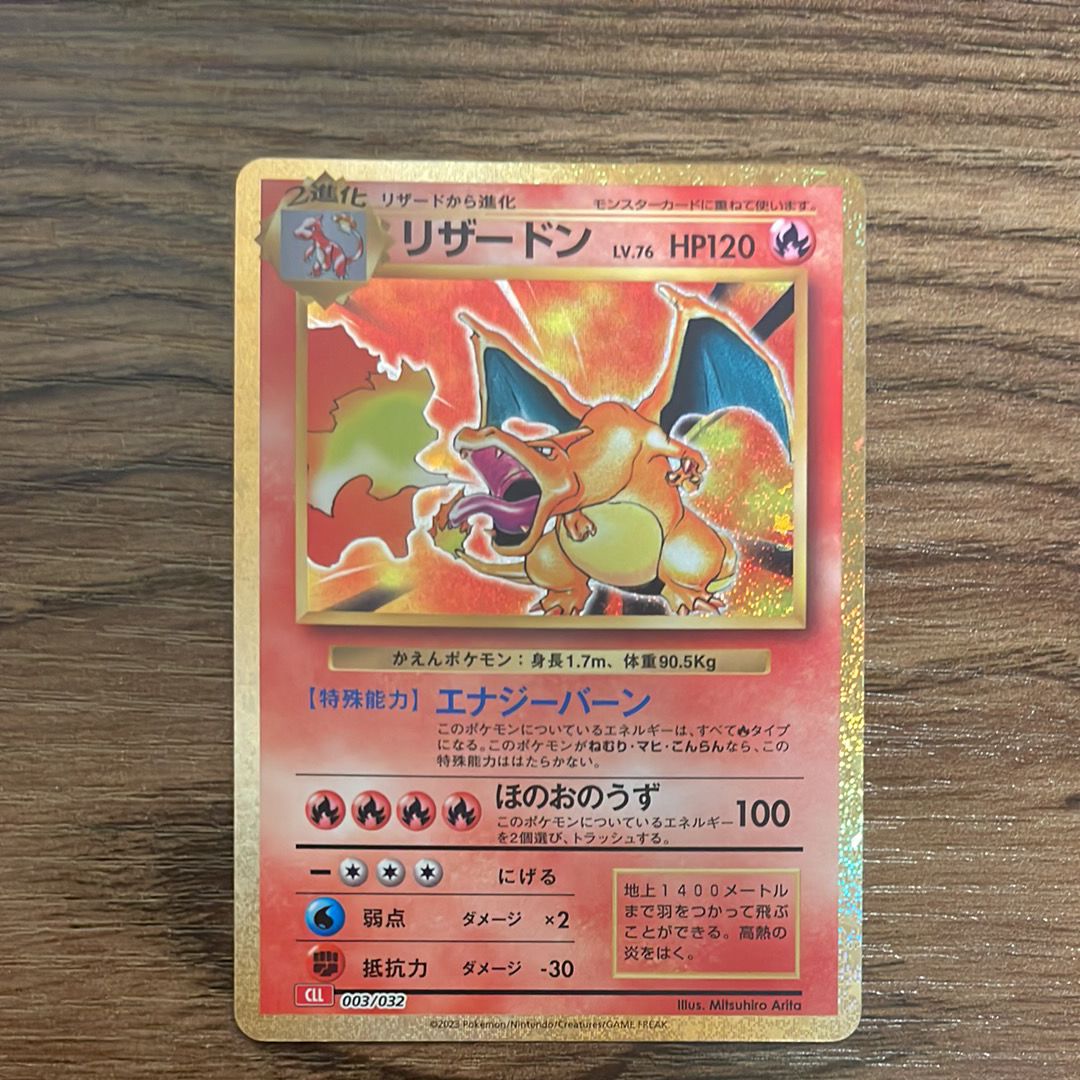 2進化 リザードから進化 モンスターカードに重ねて使います。
リザードン LV.76 HP120
かえんポケモン：身長1.7m、体重90.5Kg
【特殊能力】エナジーバーン
このポケモンについているエネルギーは、すべて🔥タイプ
になる。このポケモンがねむり・マヒ・こんらんなら、この
特殊能力ははたらかない。
ほのおのうず 100
このポケモンについているエネルギー
を2個選び、トラッシュする。
にげる
弱点 ダメージ ×2
抵抗力 ダメージ -30
地上1400メートル
まで羽をつかって飛ぶ
ことができる。高熱の
炎をはく。
CLL 003/032
Illus. Mitsuhiro Arita
©2023 Pokémon/Nintendo/Creatures/GAME FREAK